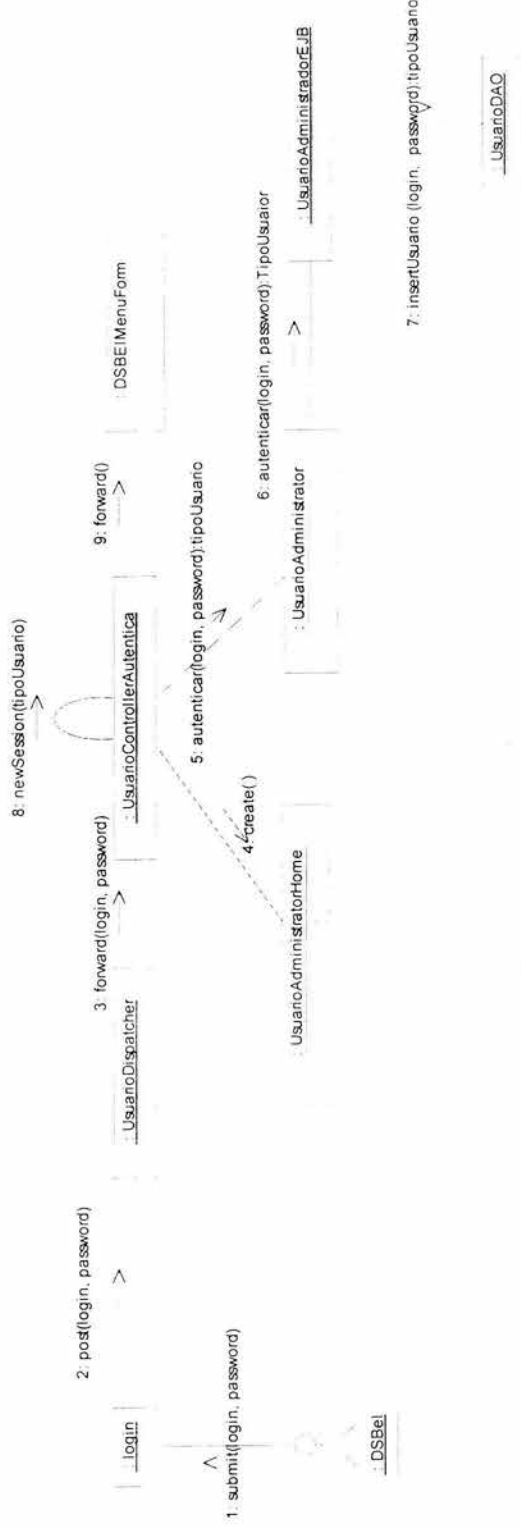 8: newSession(tipoUsuario)
2: post(login, password)
3: forward(login, password)
9: forward()
: login
: UsuarioDispatcher
: UsuarioControllerAutentica
: DSBEIMenuForm
1: submit(login, password)
5: autenticar(login, password):tipoUsuario
4: create( )
6: autenticar(login, password):TipoUsuaior
: DSBeI
: UsuarioAdministratorHome
: UsuarioAdministrator
: UsuarioAdministradorEJB
7: insertUsuario (login, password):tipoUsuario
: UsuarioDAO